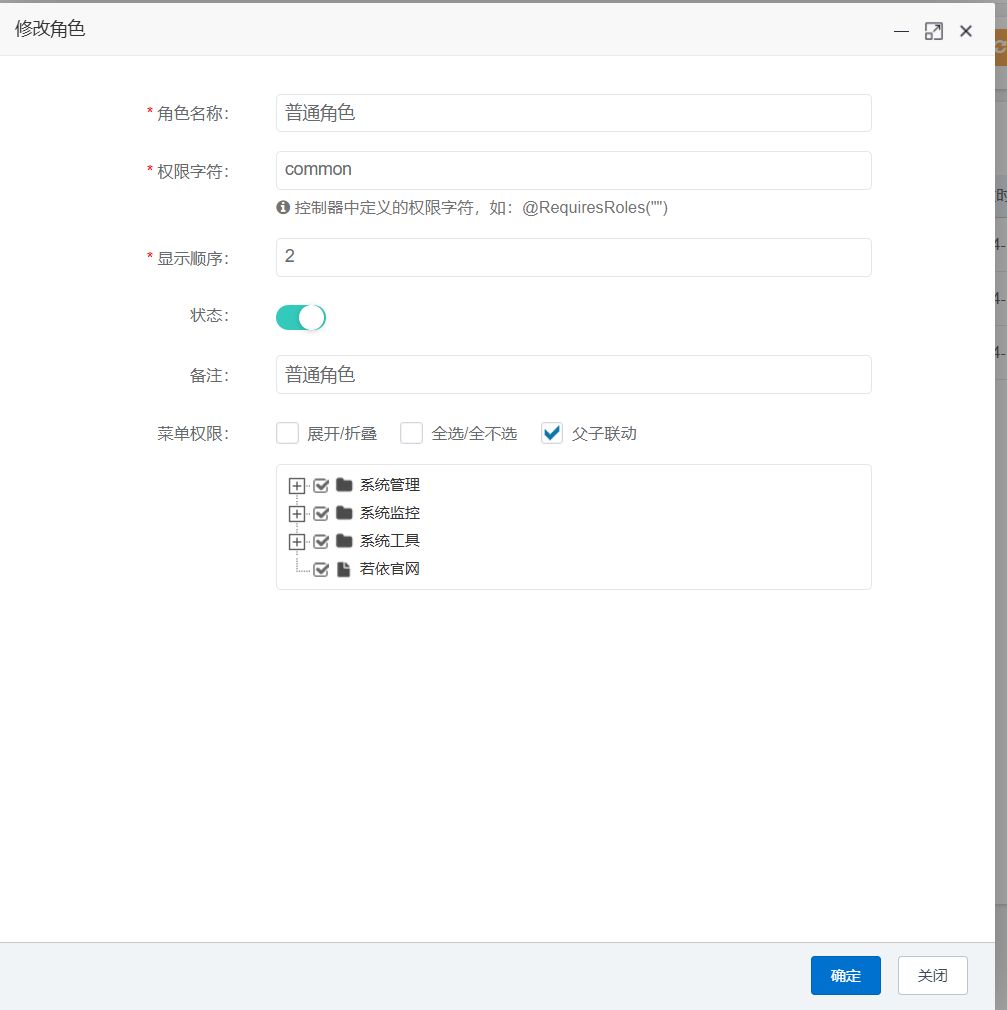 修改角色
* 角色名称：
普通角色
* 权限字符：
common
控制器中定义的权限字符，如：@RequiresRoles("")
* 显示顺序：
2
状态：
备注：
普通角色
菜单权限：
展开/折叠 全选/全不选 父子联动
系统管理
系统监控
系统工具
若依官网
确定 关闭
时
4-
4-
4-